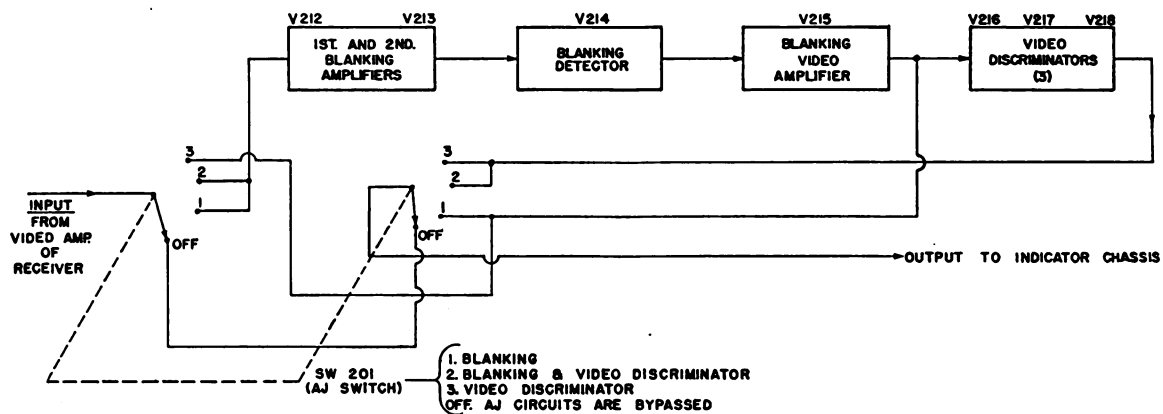 V212 V213
1ST. AND 2ND.
BLANKING
AMPLIFIERS
V214
BLANKING
DETECTOR
V215
BLANKING
VIDEO
AMPLIFIER
V216 V217 V218
VIDEO
DISCRIMINATORS
(3)
3
2
1
OFF
INPUT
FROM
VIDEO AMP.
OF
RECEIVER
3
2
1
OFF
OUTPUT TO INDICATOR CHASSIS
SW 201
(AJ SWITCH)
1. BLANKING
2. BLANKING & VIDEO DISCRIMINATOR
3. VIDEO DISCRIMINATOR
OFF. AJ CIRCUITS ARE BYPASSED